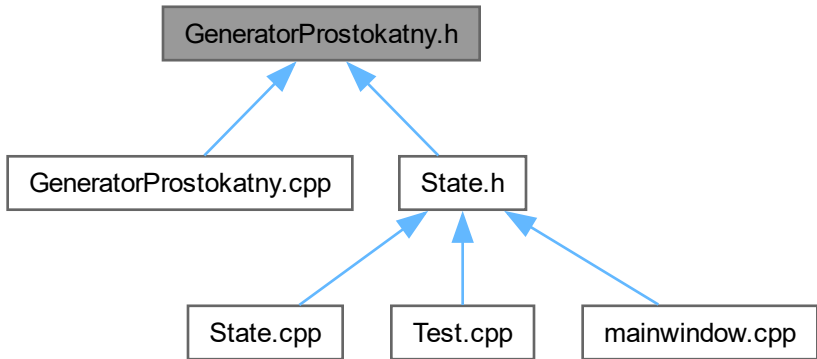 GeneratorProstokatny.h
GeneratorProstokatny.cpp
State.h
State.cpp
Test.cpp
mainwindow.cpp